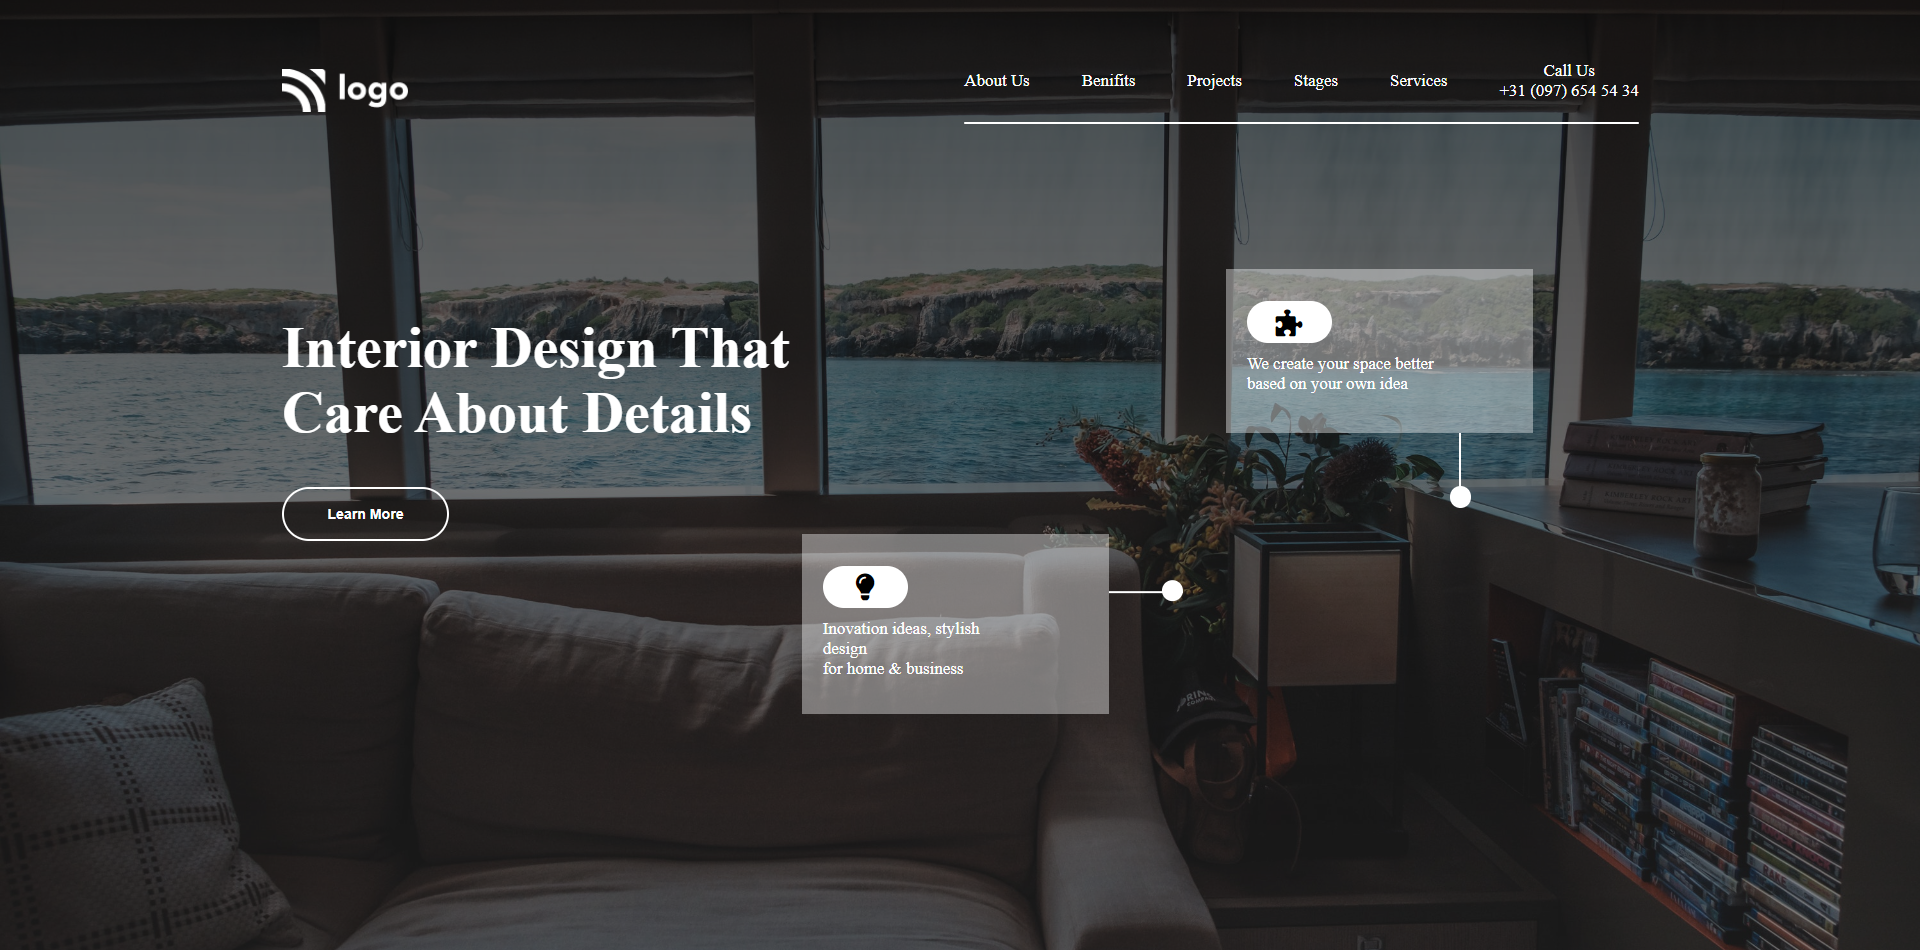 logo
About Us
Benifits
Projects
Stages
Services
Call Us
+31 (097) 654 54 34
Interior Design That
Care About Details
Learn More
We create your space better
based on your own idea
Inovation ideas, stylish
design
for home & business